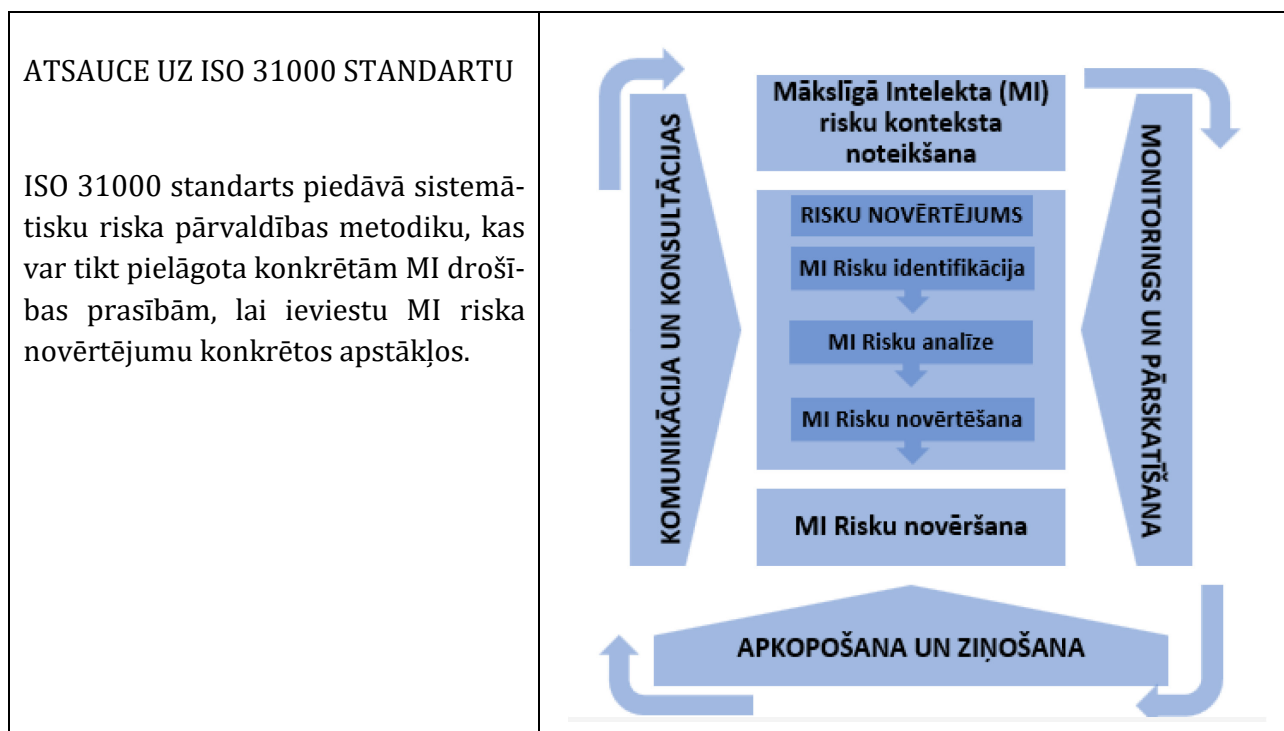 ATSAUCE UZ ISO 31000 STANDARTU
ISO 31000 standarts piedāvā sistemā-
tisku riska pārvaldības metodiku, kas
var tikt pielāgota konkrētām MI droší-
bas prasībām, lai ieviestu MI riska
novērtējumu konkrētos apstākļos.
KOMUNIKĀCIJA UN KONSULTĀCIJAS
Mākslīgā Intelekta (MI)
risku konteksta
noteikšana
RISKU NOVĒRTĒJUMS
MI Risku identifikācija
MI Risku analīze
MI Risku novērtēšana
MI Risku novēršana
MONITORINGS UN PĀRSKATĪŠANA
APKOPOŠANA UN ZIŅOŠANA